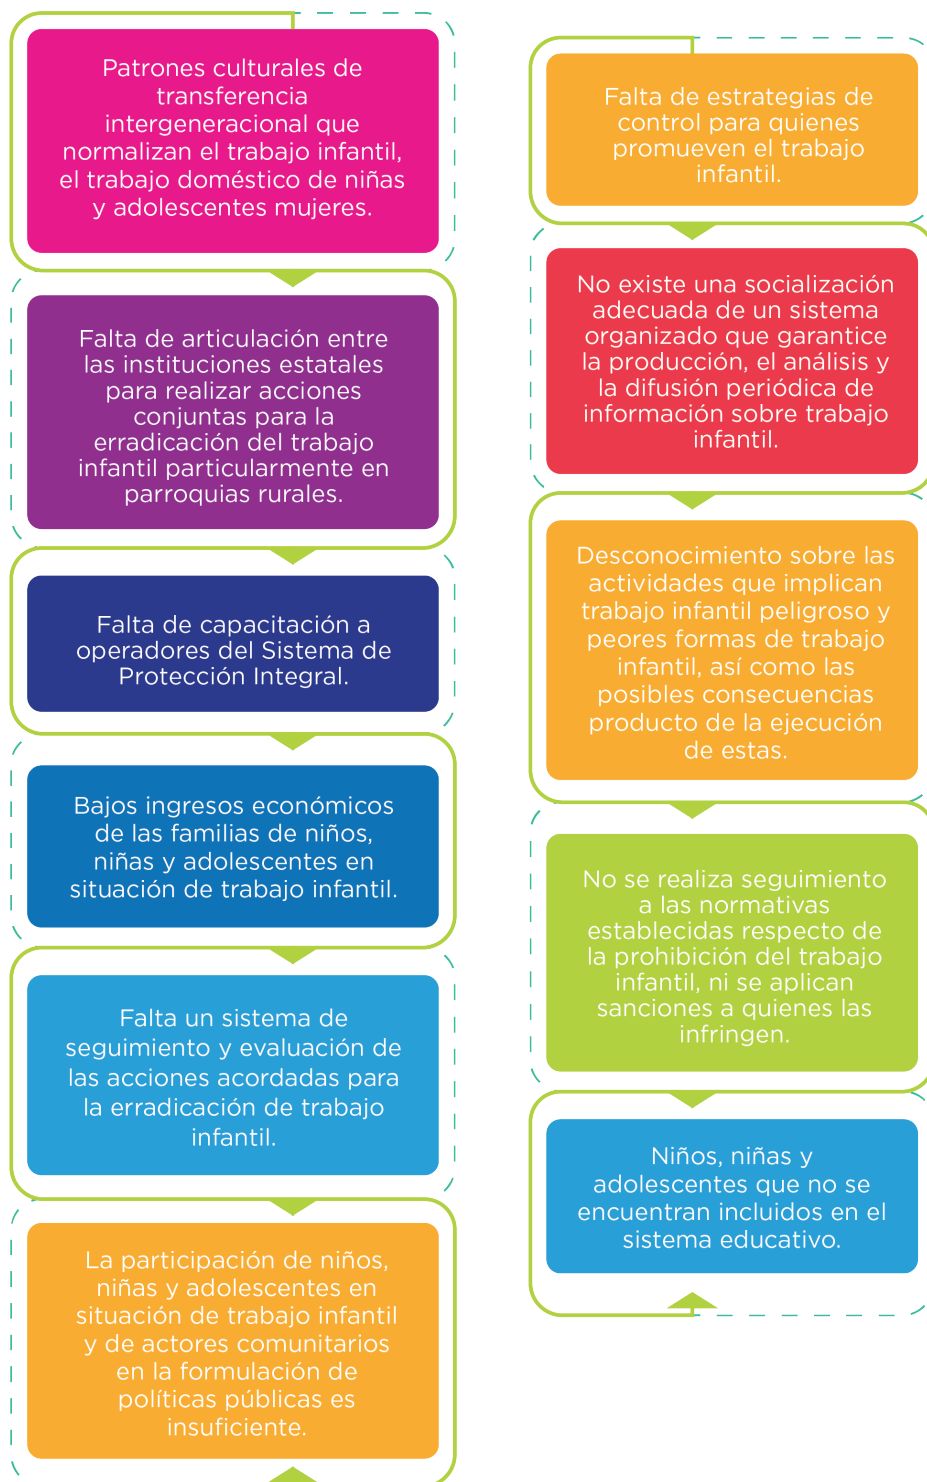 Patrones culturales de
transferencia
intergeneracional que
normalizan el trabajo infantil,
el trabajo doméstico de niñas
y adolescentes mujeres.
Falta de articulación entre
las instituciones estatales
para realizar acciones
conjuntas para la
erradicación del trabajo
infantil particularmente en
parroquias rurales.
Falta de capacitación a
operadores del Sistema de
Protección Integral.
Bajos ingresos económicos
de las familias de niños,
niñas y adolescentes en
situación de trabajo infantil.
Falta un sistema de
seguimiento y evaluación de
las acciones acordadas para
la erradicación de trabajo
infantil.
La participación de niños,
niñas y adolescentes en
situación de trabajo infantil
y de actores comunitarios
en la formulación de
políticas públicas es
insuficiente.
Falta de estrategias de
control para quienes
promueven el trabajo
infantil.
No existe una socialización
adecuada de un sistema
organizado que garantice
la producción, el análisis y
la difusión periódica de
información sobre trabajo
infantil.
Desconocimiento sobre las
actividades que implican
trabajo infantil peligroso y
peores formas de trabajo
infantil, así como las
posibles consecuencias
producto de la ejecución
de estas.
No se realiza seguimiento
a las normativas
establecidas respecto de
la prohibición del trabajo
infantil, ni se aplican
sanciones a quienes las
infringen.
Niños, niñas y
adolescentes que no se
encuentran incluidos en el
sistema educativo.